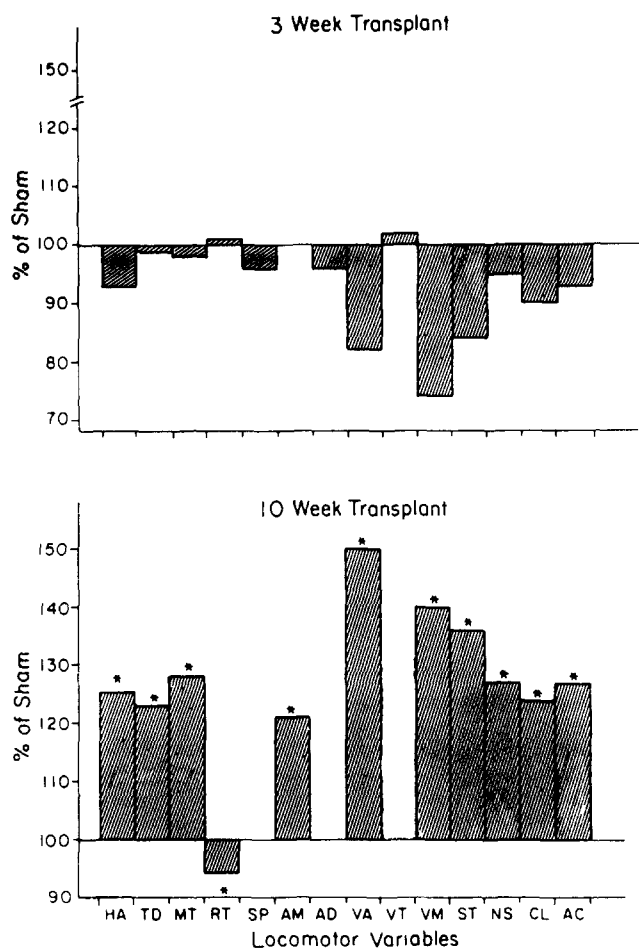 3 Week Transplant
150
120
110
100
90
80
70
% of Sham
10 Week Transplant
*
150
140
130
120
110
100
90
% of Sham
* * * * * * * * * *
*
HA TD MT RT SP AM AD VA VT VM ST NS CL AC
Locomotor Variables